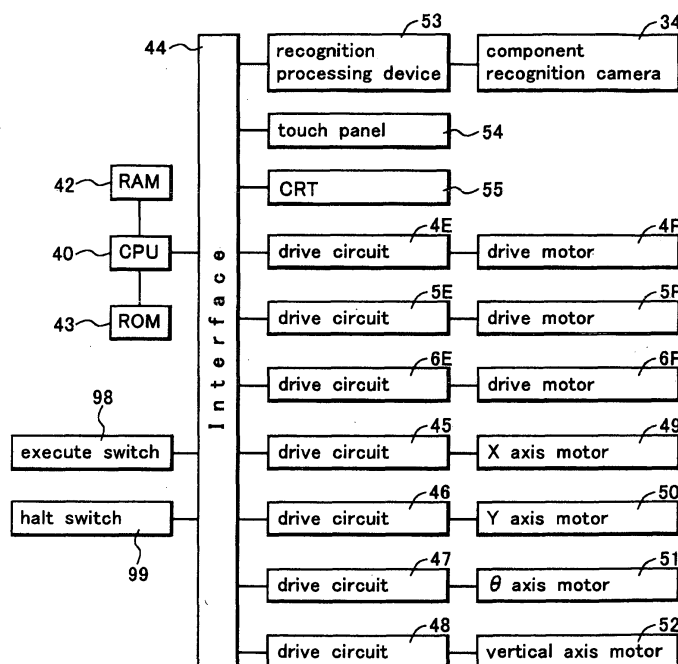 44
53
34
recognition
processing device
component
recognition camera
touch panel
54
42
RAM
CRT
55
40
CPU
4E
drive circuit
4F
drive motor
43
ROM
5E
drive circuit
5F
drive motor
Interface
6E
drive circuit
6F
drive motor
98
execute switch
45
drive circuit
49
X axis motor
halt switch
99
46
drive circuit
50
Y axis motor
47
drive circuit
51
θ axis motor
48
drive circuit
52
vertical axis motor